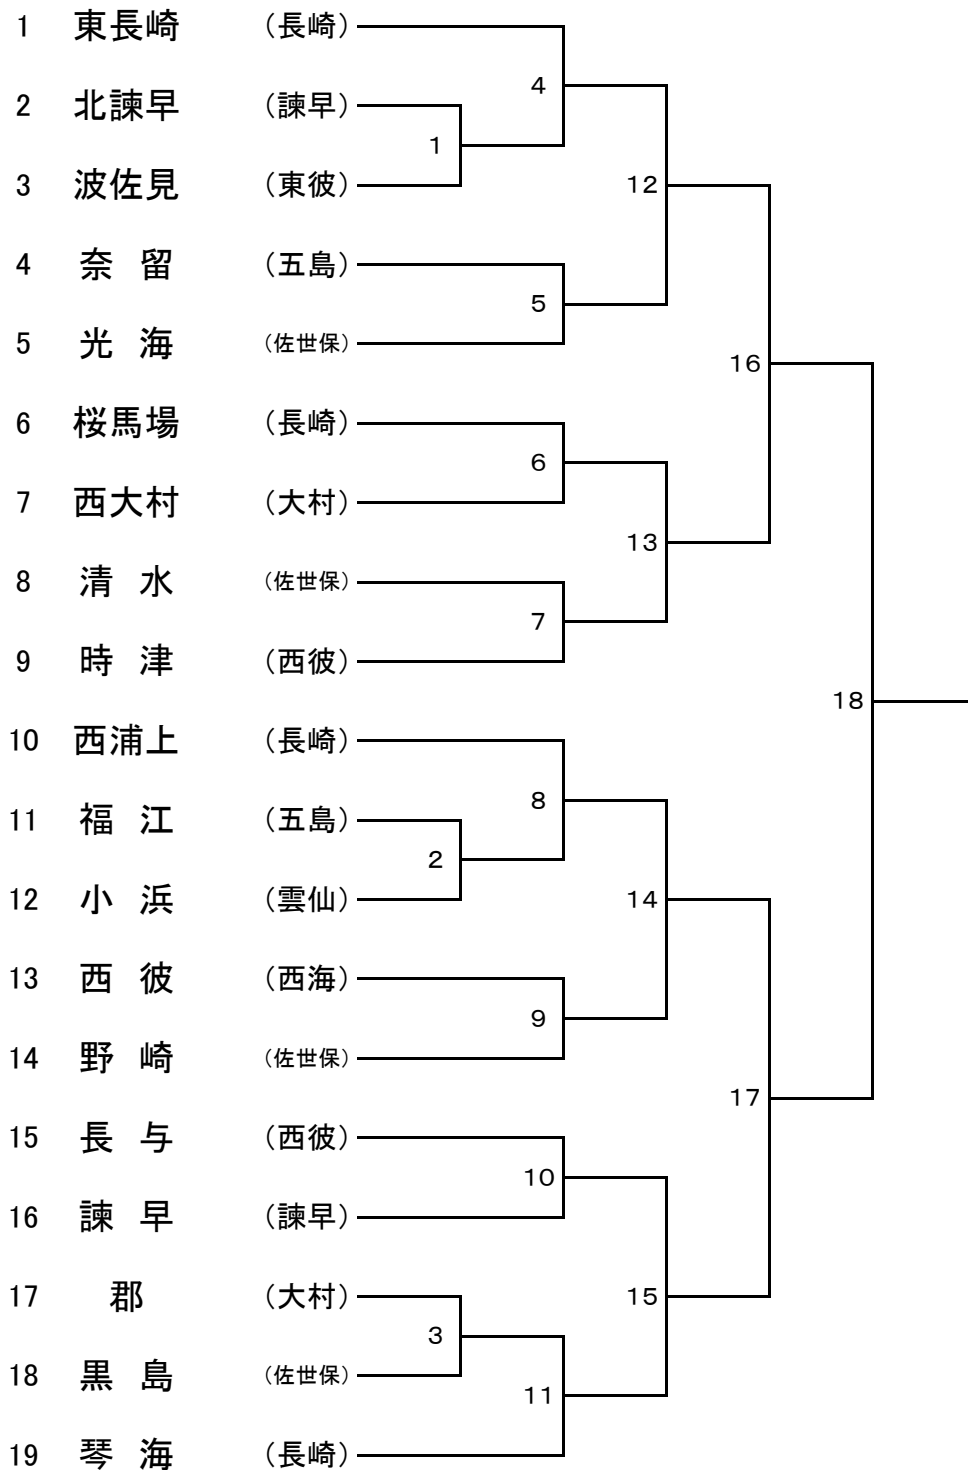 1 東長崎 （長崎）
4
2 北諫早 （諫早）
1
3 波佐見 （東彼） 12
4 奈 留 （五島）
5
5 光 海 （佐世保）
16
6 桜馬場 （長崎）
6
7 西大村 （大村）
13
8 清 水 （佐世保）
7
9 時 津 （西彼）
18
10 西浦上 （長崎）
8
11 福 江 （五島）
2
12 小 浜 （雲仙） 14
13 西 彼 （西海）
9
14 野 崎 （佐世保）
17
15 長 与 （西彼）
10
16 諫 早 （諫早）
17 郡 （大村） 15
3
18 黒 島 （佐世保）
11
19 琴 海 （長崎）